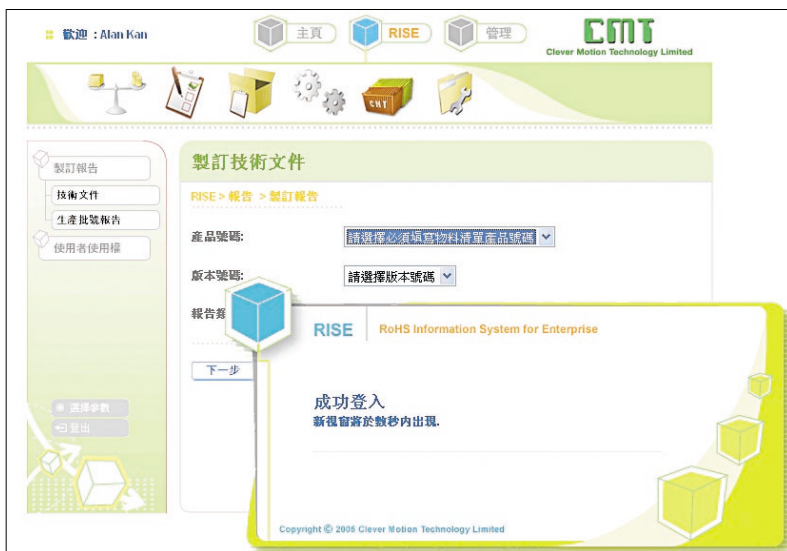 歡迎 : Alan Kan
主頁
RISE
管理
CMT
Clever Motion Technology Limited
CMT
製訂報告
技術文件
生產批號報告
使用者使用權
選擇參數
登出
製訂技術文件
RISE > 報告 > 製訂報告
產品號碼:
請選擇必須填寫物料清單產品號碼
版本號碼:
請選擇版本號碼
報告
下一步
RISE
RoHS Information System for Enterprise
成功登入
新視窗將於數秒內出現.
Copyright © 2005 Clever Motion Technology Limited